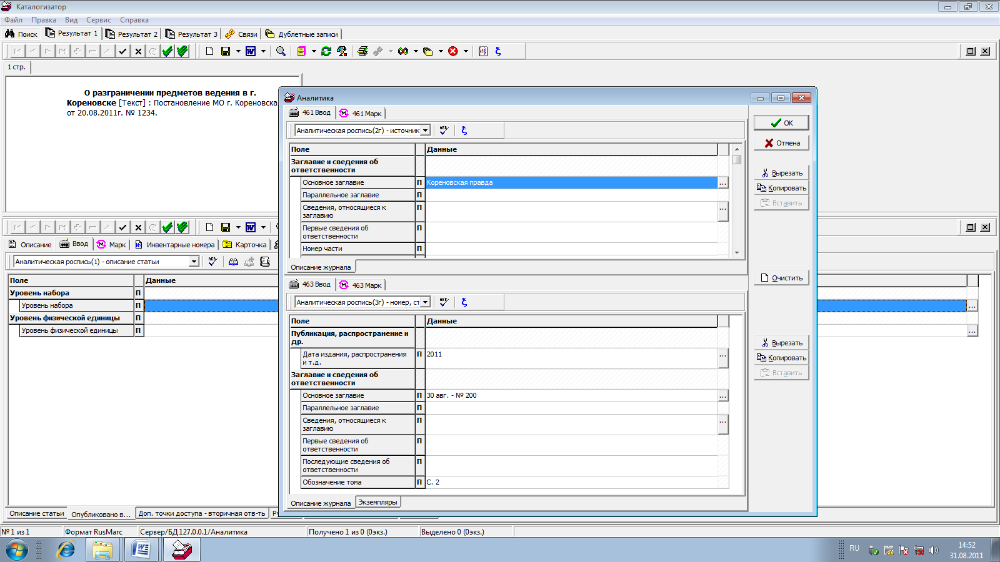 Каталогизатор
Файл Правка Вид Сервис Справка
Поиск Результат 1 Результат 2 Результат 3 Связи Дублетные записи
1 стр.
О разграничении предметов ведения в г.
Кореновске [Текст] : Постановление МО г. Кореновска
от 20.08.2011г. № 1234.
Описание Ввод Марк Инвентарные номера Карточка
Аналитическая роспись(1) - описание статьи
Поле Данные
Уровень набора П
Уровень набора П
Уровень физической единицы П
Уровень физической единицы П
Описание статьи Опубликовано в... Доп. точки доступа - вторичная отв-ть
Аналитика
461 Ввод 461 Марк
Аналитическая роспись(2г) - источник
Поле Данные
Заглавие и сведения об
ответственности
Основное заглавие П Кореновская правда ...
Параллельное заглавие П
Сведения, относящиеся к П ...
заглавию
Первые сведения об П
ответственности
Номер части П
Описание журнала
463 Ввод 463 Марк
Аналитическая роспись(3г) - номер, ст
Поле Данные
Публикация, распространение и
др.
Дата издания, распространения П 2011 ...
и т.д.
Заглавие и сведения об
ответственности
Основное заглавие П 30 авг. - № 200 ...
Параллельное заглавие П
Сведения, относящиеся к П ...
заглавию
Первые сведения об П
ответственности
Последующие сведения об П
ответственности
Обозначение тома П С. 2
Описание журнала Экземпляры
OK
Отмена
Вырезать
Копировать
Вставить
Очистить
Вырезать
Копировать
Вставить
...
...
№ 1 из 1 Формат RusMarc Сервер/БД 127.0.0.1/Аналитика Получено 1 из 0 (0экз.) Выделено 0 (0экз.)
RU
14:52
31.08.2011